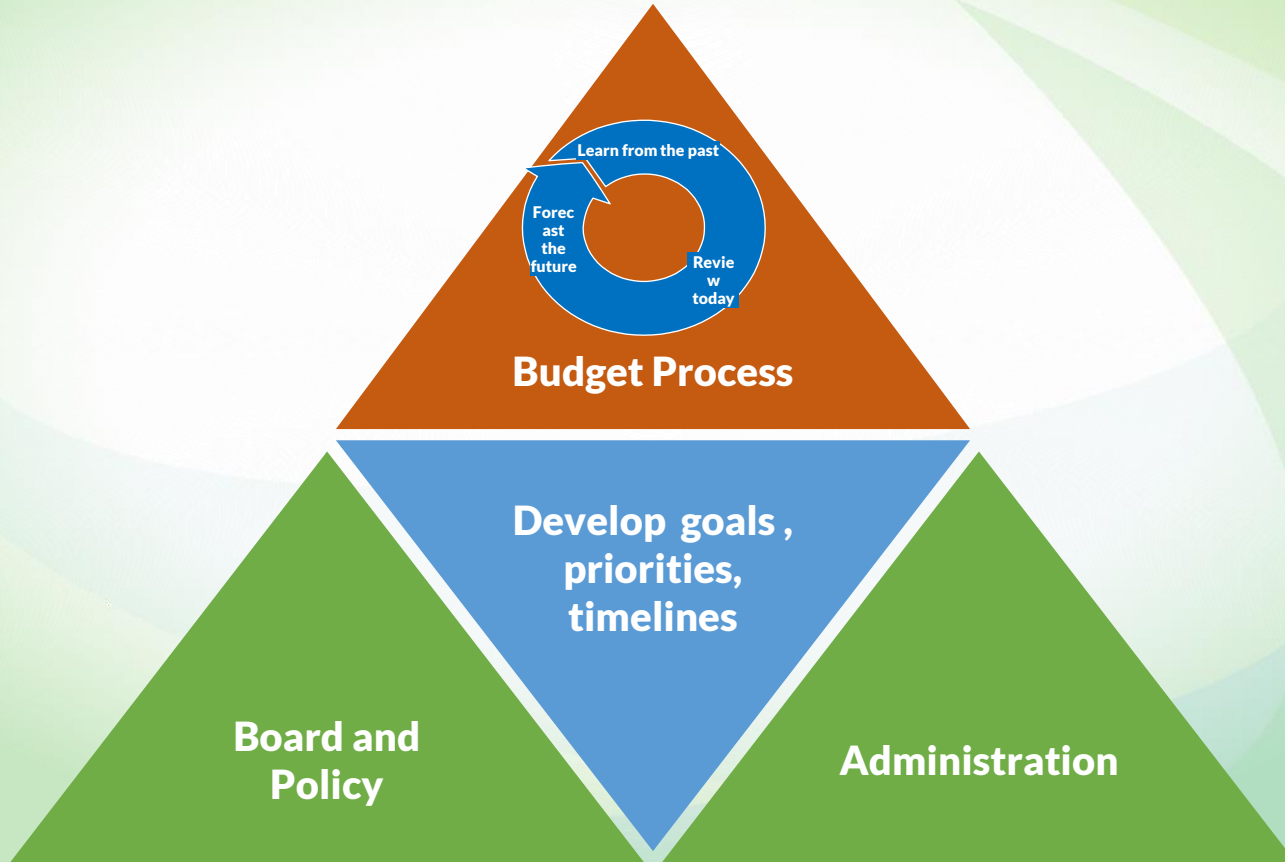 Learn from the past
Forec
ast
the
future
Revie
w
today
Budget Process
Develop goals ,
priorities,
timelines
Board and
Policy
Administration